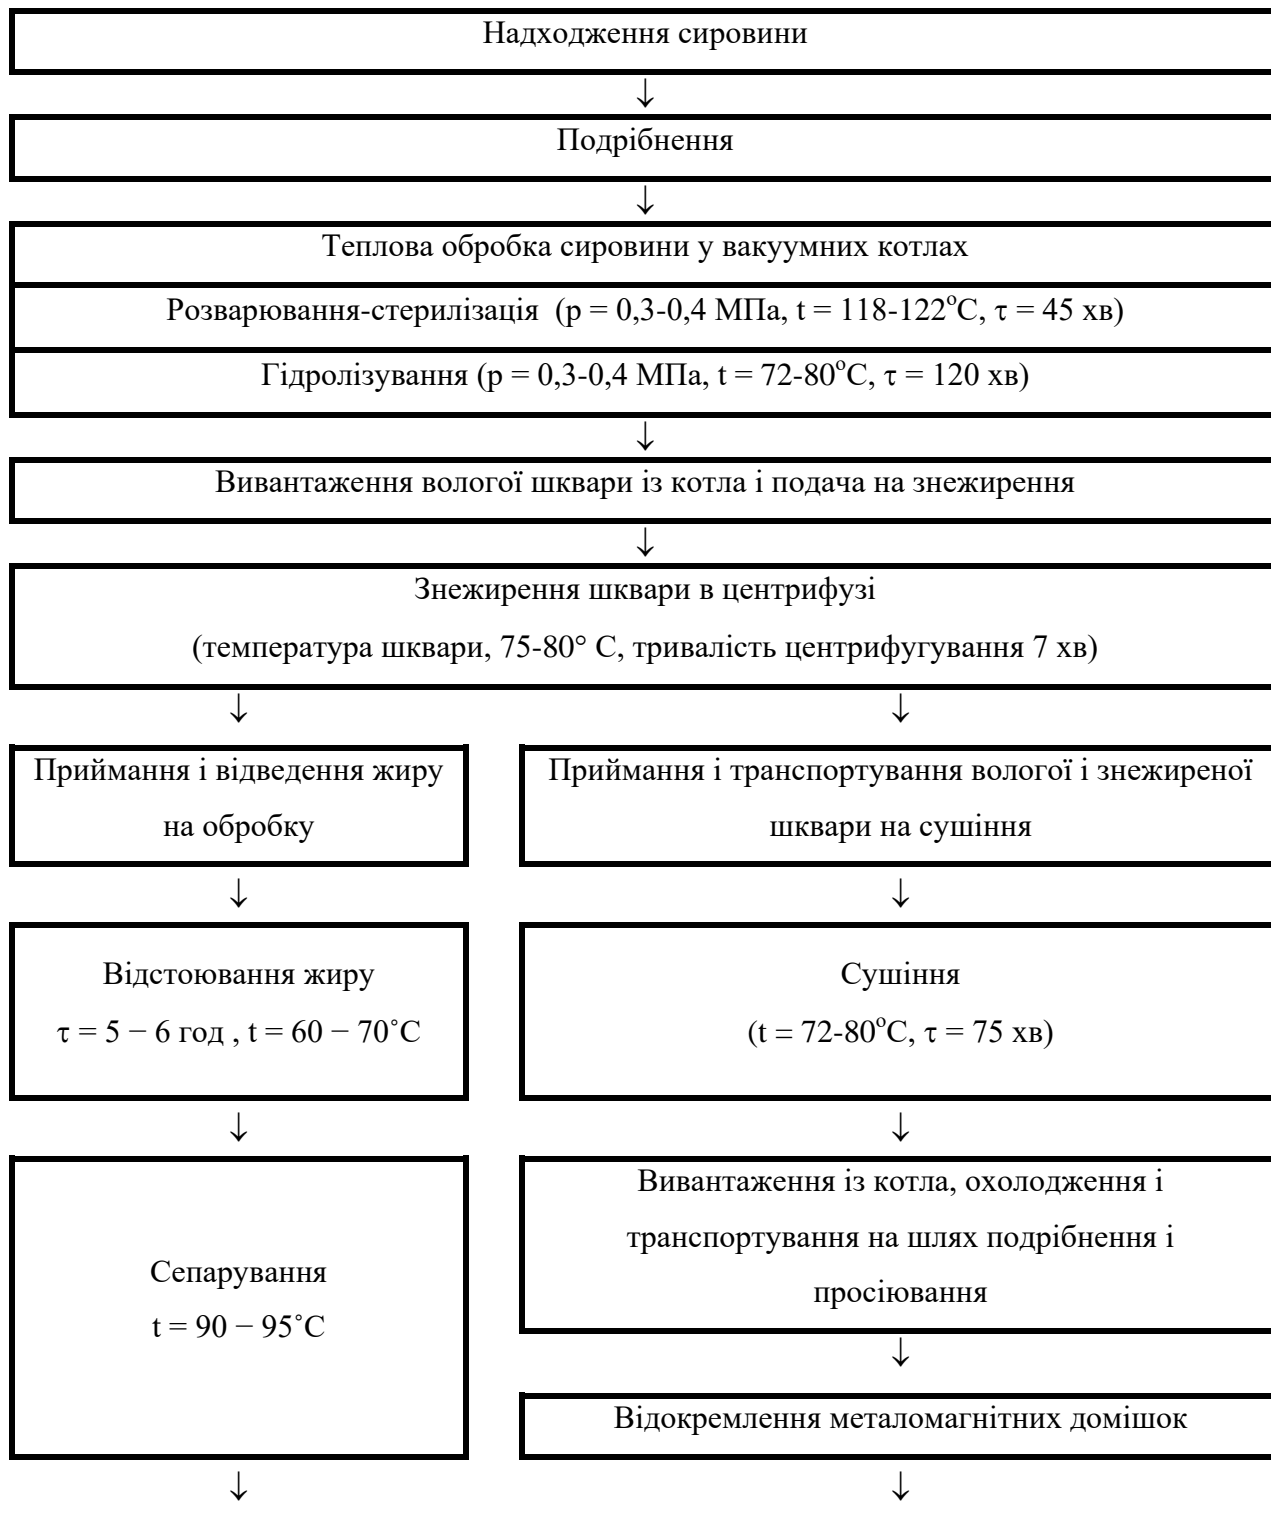 Надходження сировини
↓
Подрібнення
↓
Теплова обробка сировини у вакуумних котлах
Розварювання-стерилізація (р = 0,3-0,4 МПа, t = 118-122°С, τ = 45 хв)
Гідролізування (р = 0,3-0,4 МПа, t = 72-80°С, τ = 120 хв)
↓
Вивантаження вологої шквари із котла і подача на знежирення
↓
Знежирення шквари в центрифузі
(температура шквари, 75-80° С, тривалість центрифугування 7 хв)
↓ ↓
Приймання і відведення жиру
на обробку
Приймання і транспортування вологої і знежиреної
шквари на сушіння
↓ ↓
Відстоювання жиру
τ = 5 − 6 год , t = 60 − 70˚С
Сушіння
(t = 72-80°С, τ = 75 хв)
↓ ↓
Сепарування
t = 90 − 95˚С
Вивантаження із котла, охолодження і
транспортування на шлях подрібнення і
просіювання
↓
Відокремлення металомагнітних домішок
↓ ↓